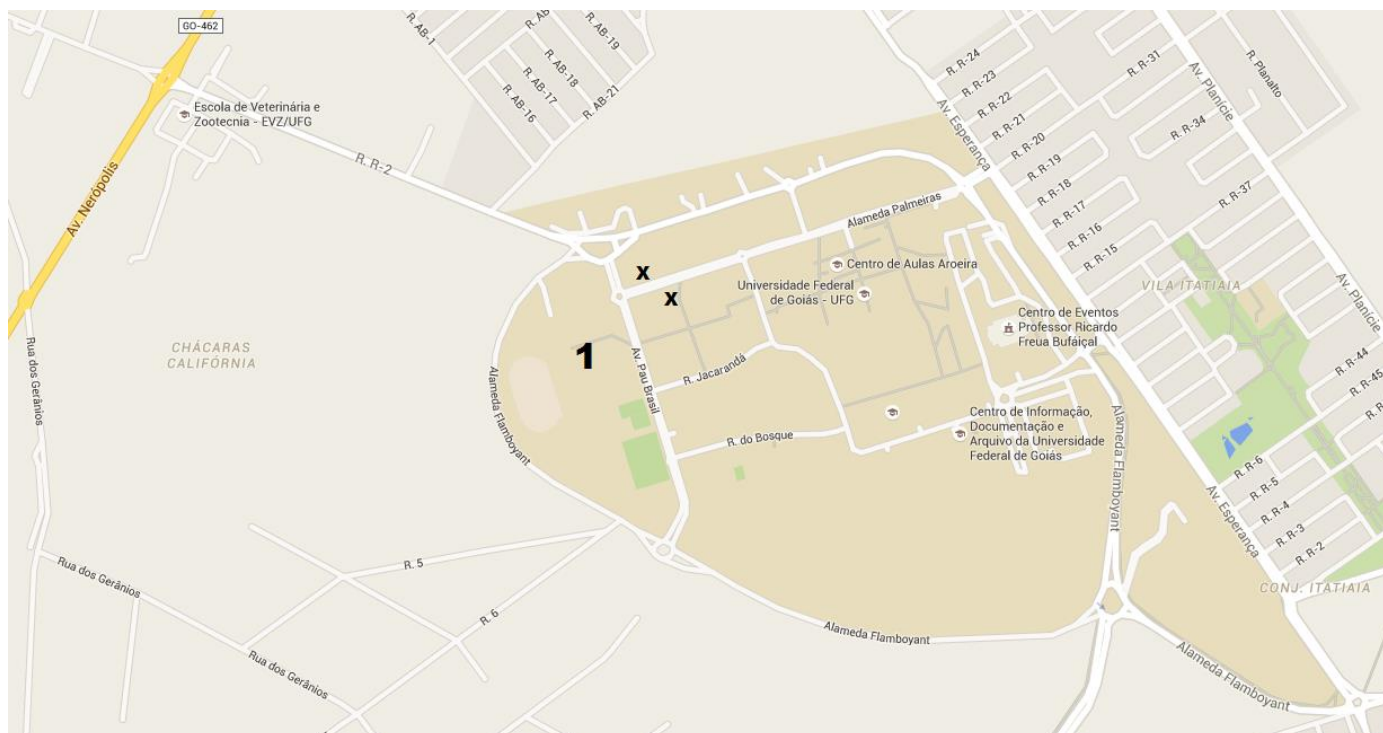 GO-462
R. AB-1
R. AB-19
R. AB-18
R. AB-17
R. AB-16
R. AB-21
Escola de Veterinária e
Zootecnia - EVZ/UFG
R. R-2
Av. Nerópolis
Av. Esperança
R. R-24
R. R-23
R. R-22
R. R-21
R. R-20
R. R-19
R. R-18
R. R-17
R. R-16
R. R-15
R. R-31
R. R-34
R. R-37
Av. Planície
R. Planalto
Alameda Palmeiras
x
x
Centro de Aulas Aroeira
Universidade Federal
de Goiás - UFG
Centro de Eventos
Professor Ricardo
Freua Bufáiçal
VILA ITATIAIA
Av. Planície
CHÁCARAS
CALIFÓRNIA
1
Av. Pau Brasil
R. Jacarandá
R. do Bosque
Alameda Flamboyant
Rua dos Gerânios
Centro de Informação,
Documentação e
Arquivo da Universidade
Federal de Goiás
Alameda Flamboyant
R. R-44
R. R-45
R. R-6
R. R-5
R. R-4
R. R-3
R. R-2
Av. Esperança
CONJ. ITATIAIA
Rua dos Gerânios
R. 5
R. 6
Rua dos Gerânios
Alameda Flamboyant
Alameda Flamboyant